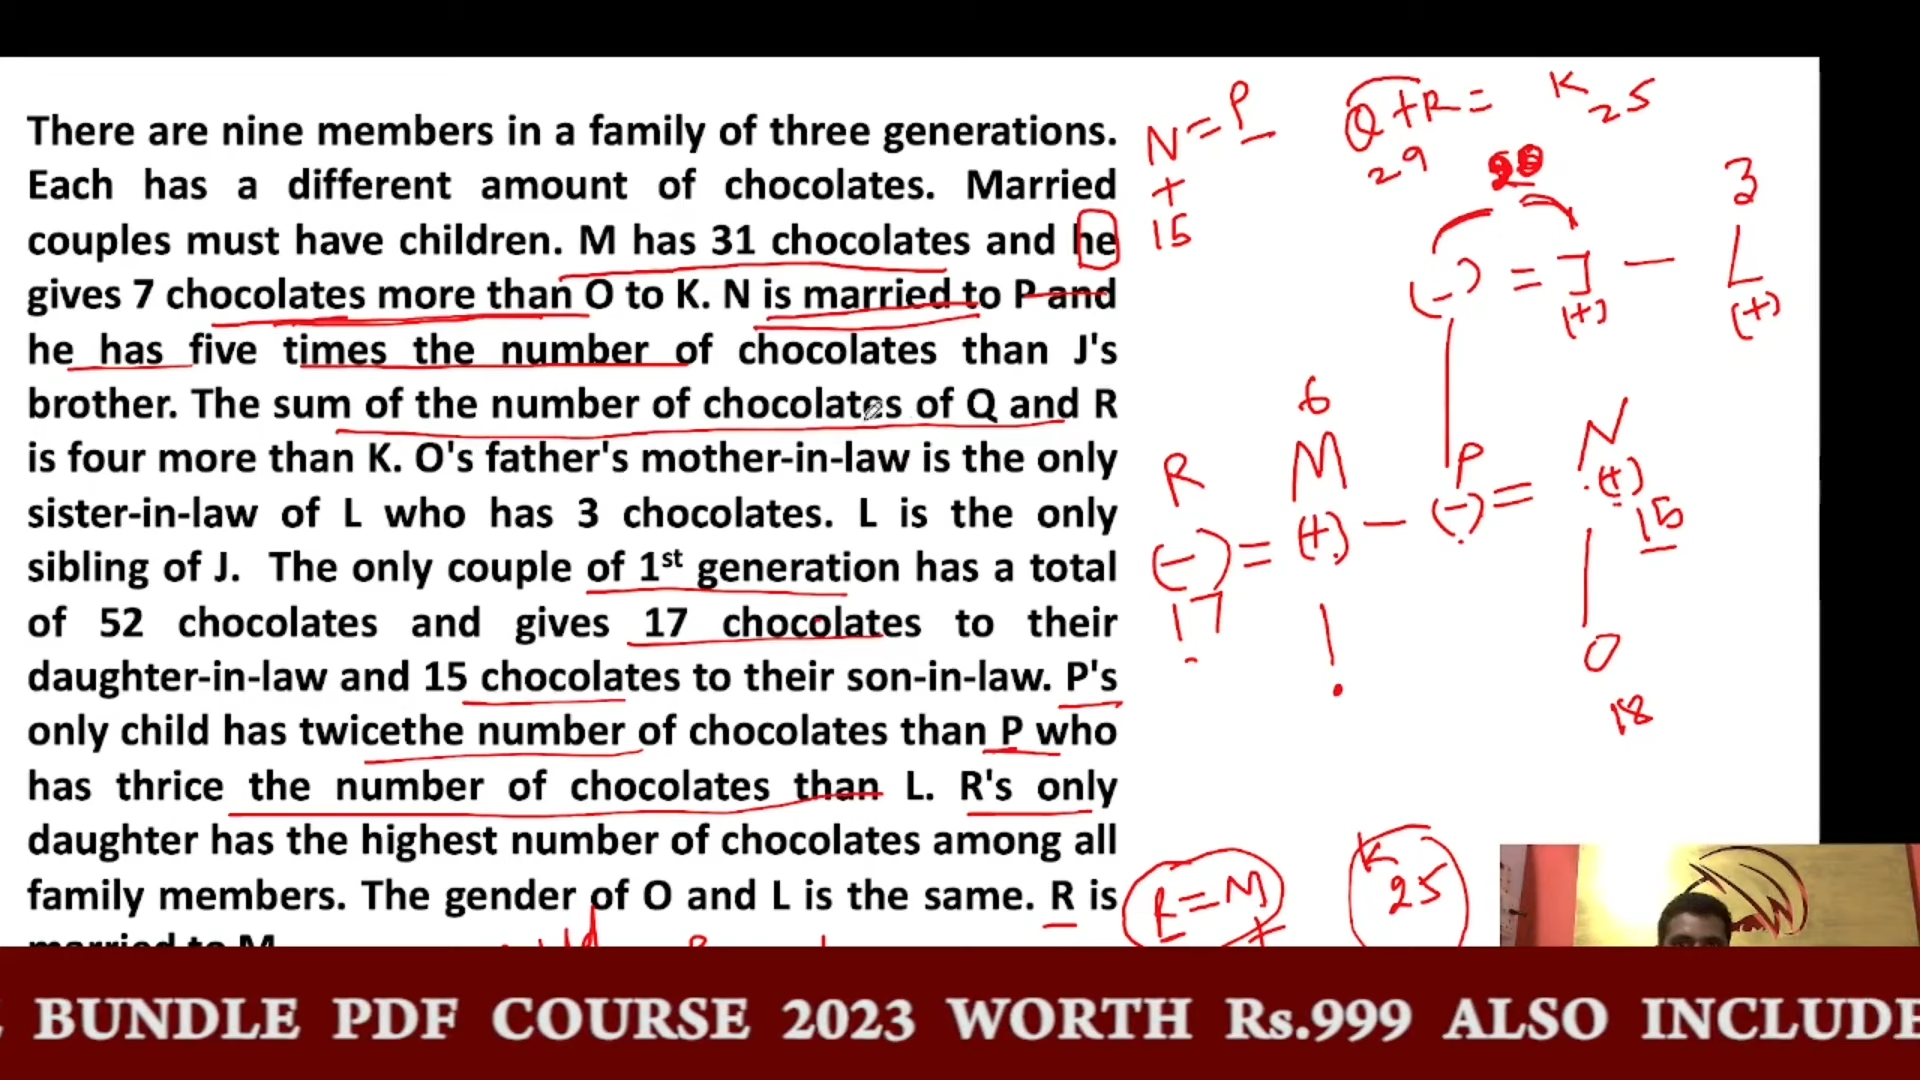 There are nine members in a family of three generations.
Each has a different amount of chocolates. Married
couples must have children. M has 31 chocolates and he
gives 7 chocolates more than O to K. N is married to P and
he has five times the number of chocolates than J's
brother. The sum of the number of chocolates of Q and R
is four more than K. O's father's mother-in-law is the only
sister-in-law of L who has 3 chocolates. L is the only
sibling of J. The only couple of 1st generation has a total
of 52 chocolates and gives 17 chocolates to their
daughter-in-law and 15 chocolates to their son-in-law. P's
only child has twicethe number of chocolates than P who
has thrice the number of chocolates than L. R's only
daughter has the highest number of chocolates among all
family members. The gender of O and L is the same. R is
married to M.
N = P
+
15
Q + R = K
29 25
3
(-) = J - L
(+) (+)
6
R M P N
(-) = (+) - (-) = (+)
17 15
O
18
R = M
+
K
25
BUNDLE PDF COURSE 2023 WORTH Rs.999 ALSO INCLUDE